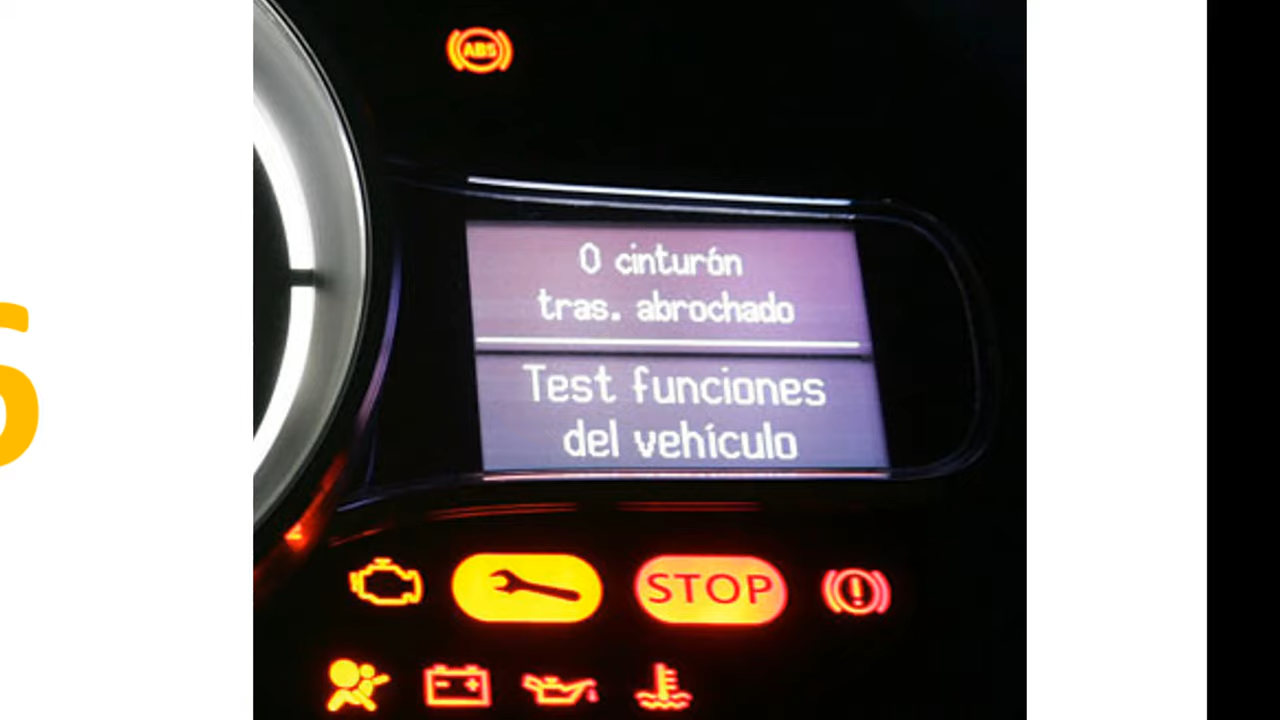 ABS
0 cinturón
tras. abrochado
Test funciones
del vehículo
STOP